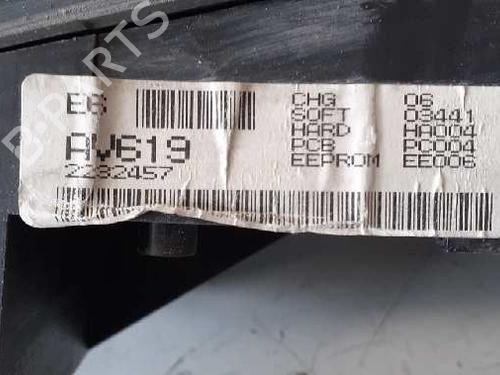 E6
AV619
2232457
CHG 06
SOFT 03441
HARD HA004
PCB PC004
EEPROM EE006
B-PARTS